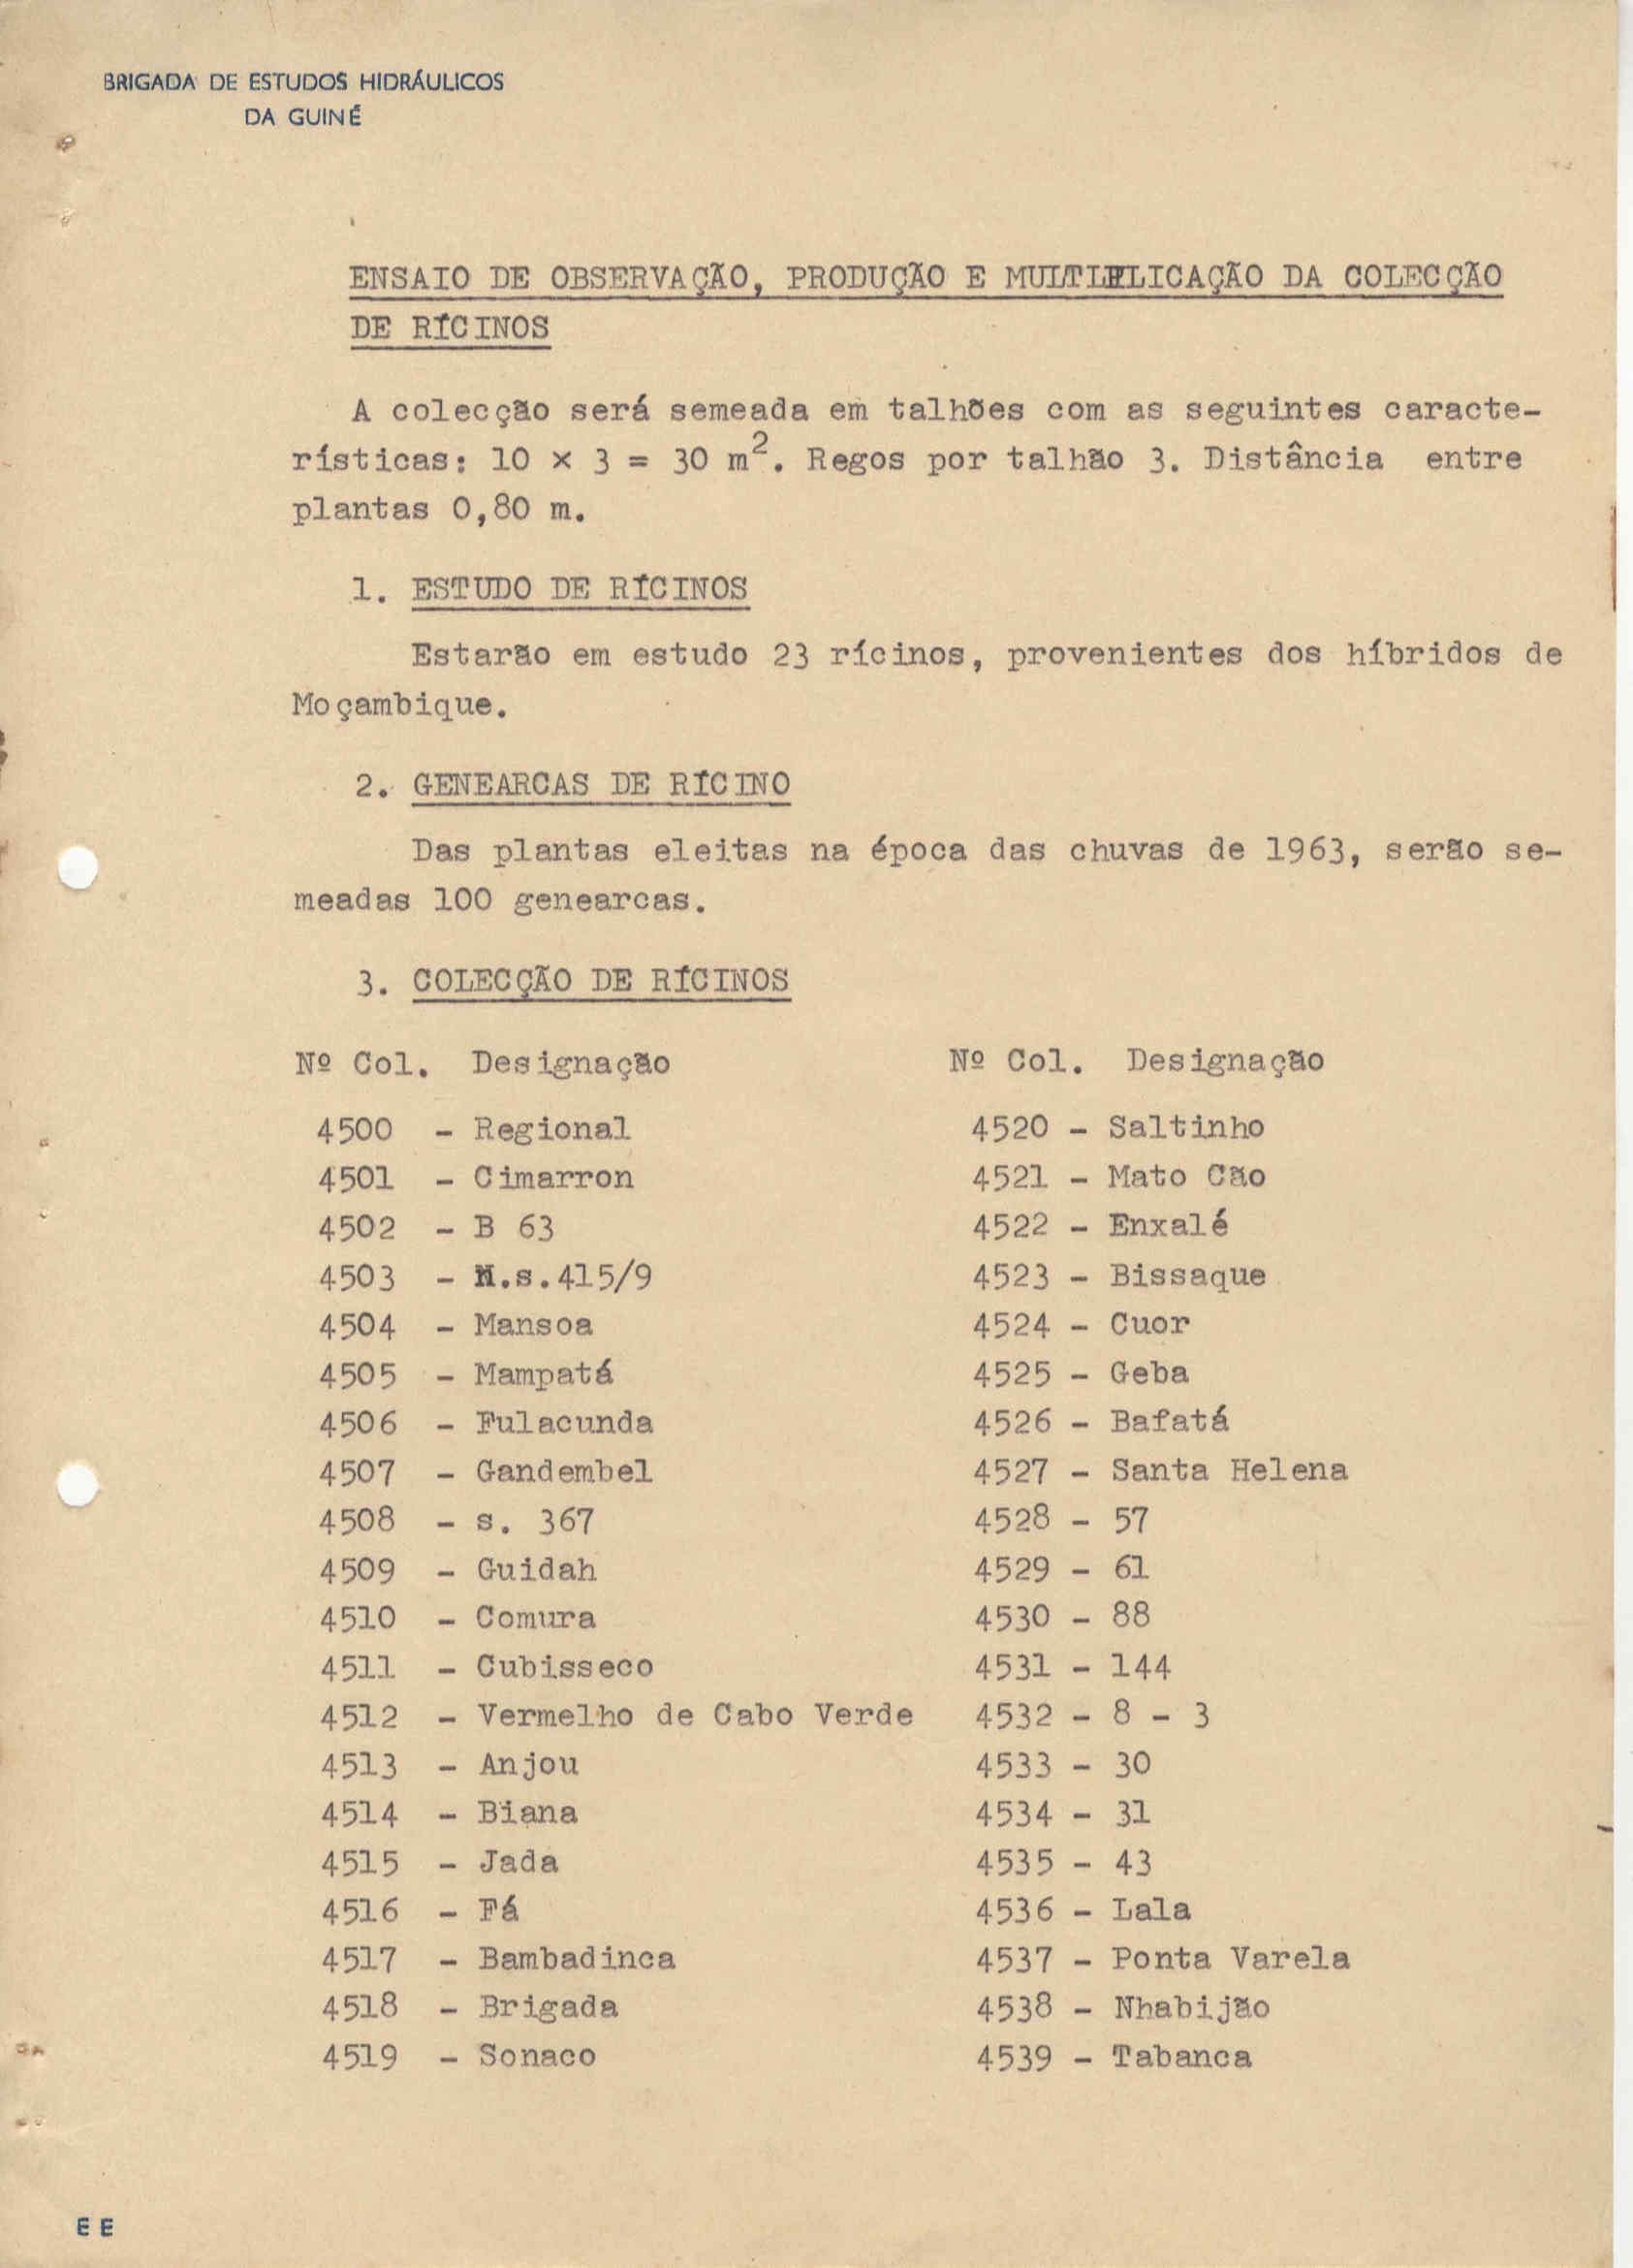 BRIGADA DE ESTUDOS HIDRÁULICOS
DA GUINÉ
ENSAIO DE OBSERVAÇÃO, PRODUÇÃO E MULTIPLICAÇÃO DA COLECÇÃO
DE RÍCINOS
A colecção será semeada em talhões com as seguintes caracte-
rísticas: 10 x 3 = 30 m². Regos por talhão 3. Distância entre
plantas 0,80 m.
1. ESTUDO DE RÍCINOS
Estarão em estudo 23 rícinos, provenientes dos híbridos de
Moçambique.
2. GENEARCAS DE RÍCINO
Das plantas eleitas na época das chuvas de 1963, serão se-
meadas 100 genearcas.
3. COLECÇÃO DE RÍCINOS
Nº Col. Designação
4500 - Regional
4501 - Cimarron
4502 - B 63
4503 - M.s.415/9
4504 - Mansoa
4505 - Mampatá
4506 - Fulacunda
4507 - Gandembel
4508 - s. 367
4509 - Guidah
4510 - Comura
4511 - Cubisseco
4512 - Vermelho de Cabo Verde
4513 - Anjou
4514 - Biana
4515 - Jada
4516 - Fá
4517 - Bambadinca
4518 - Brigada
4519 - Sonaco
Nº Col. Designação
4520 - Saltinho
4521 - Mato Cão
4522 - Enxalé
4523 - Bissaque
4524 - Cuor
4525 - Geba
4526 - Bafatá
4527 - Santa Helena
4528 - 57
4529 - 61
4530 - 88
4531 - 144
4532 - 8 - 3
4533 - 30
4534 - 31
4535 - 43
4536 - Lala
4537 - Ponta Varela
4538 - Nhabijão
4539 - Tabanca
E E